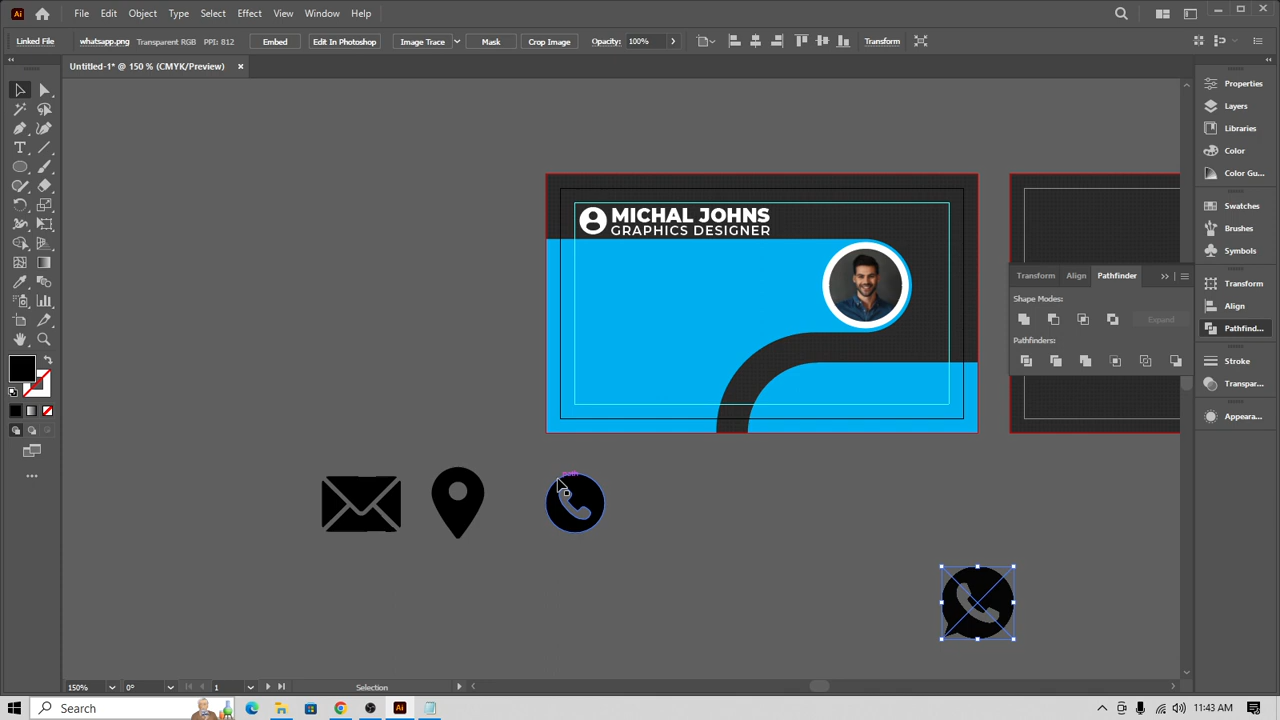 Ai
File Edit Object Type Select Effect View Window Help
Linked File whatsapp.png Transparent RGB PPI: 812 Embed Edit In Photoshop Image Trace Mask Crop Image Opacity: 100% Transform
Untitled-1* @ 150 % (CMYK/Preview)
Properties
Layers
Libraries
Color
Color Gu...
Swatches
Brushes
Symbols
Transform
Align
Pathfind...
Stroke
Transpar...
Appeara...
MICHAL JOHNS
GRAPHICS DESIGNER
Transform Align Pathfinder
Shape Modes:
Expand
Pathfinders:
path
150% 0° 1 Selection
Search
Ai
11:43 AM